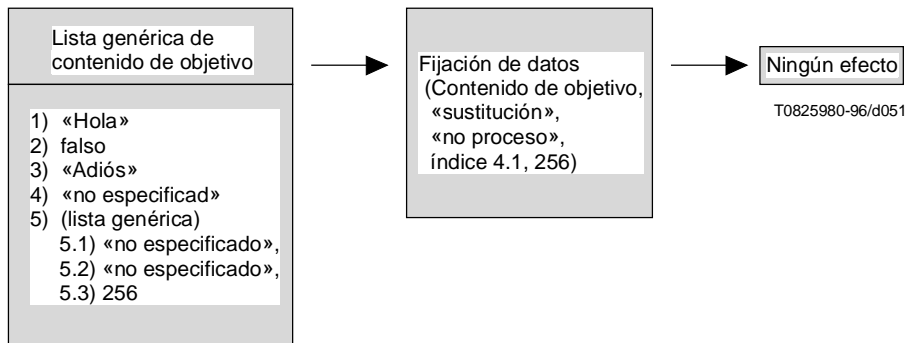 Lista genérica de
contenido de objetivo
1) «Hola»
2) falso
3) «Adiós»
4) «no especificad»
5) (lista genérica)
5.1) «no especificado»,
5.2) «no especificado»,
5.3) 256
Fijación de datos
(Contenido de objetivo,
«sustitución»,
«no proceso»,
índice 4.1, 256)
Ningún efecto
T0825980-96/d051